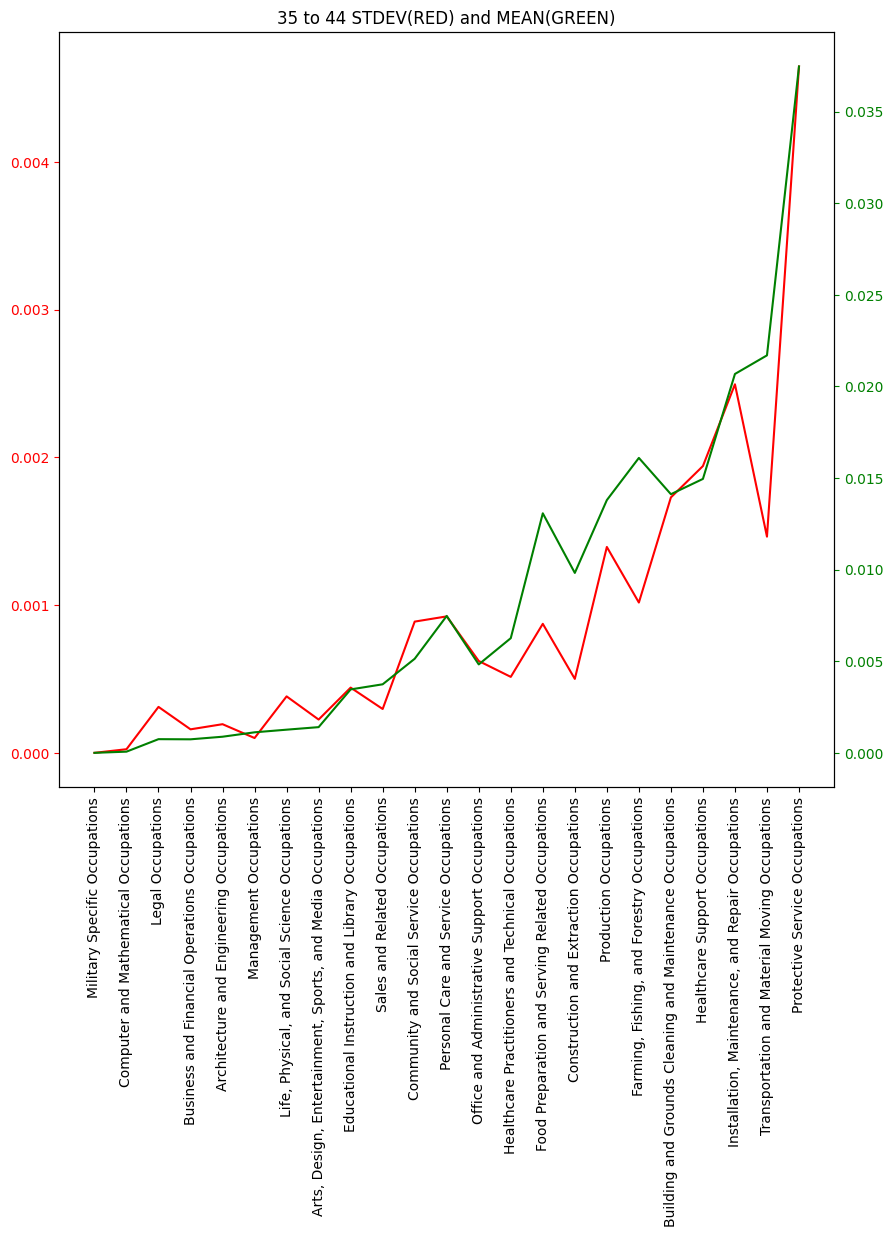 35 to 44 STDEV(RED) and MEAN(GREEN)
0.004
0.003
0.002
0.001
0.000
0.035
0.030
0.025
0.020
0.015
0.010
0.005
0.000
Military Specific Occupations
Computer and Mathematical Occupations
Legal Occupations
Business and Financial Operations Occupations
Architecture and Engineering Occupations
Management Occupations
Life, Physical, and Social Science Occupations
Arts, Design, Entertainment, Sports, and Media Occupations
Educational Instruction and Library Occupations
Sales and Related Occupations
Community and Social Service Occupations
Personal Care and Service Occupations
Office and Administrative Support Occupations
Healthcare Practitioners and Technical Occupations
Food Preparation and Serving Related Occupations
Construction and Extraction Occupations
Production Occupations
Farming, Fishing, and Forestry Occupations
Building and Grounds Cleaning and Maintenance Occupations
Healthcare Support Occupations
Installation, Maintenance, and Repair Occupations
Transportation and Material Moving Occupations
Protective Service Occupations